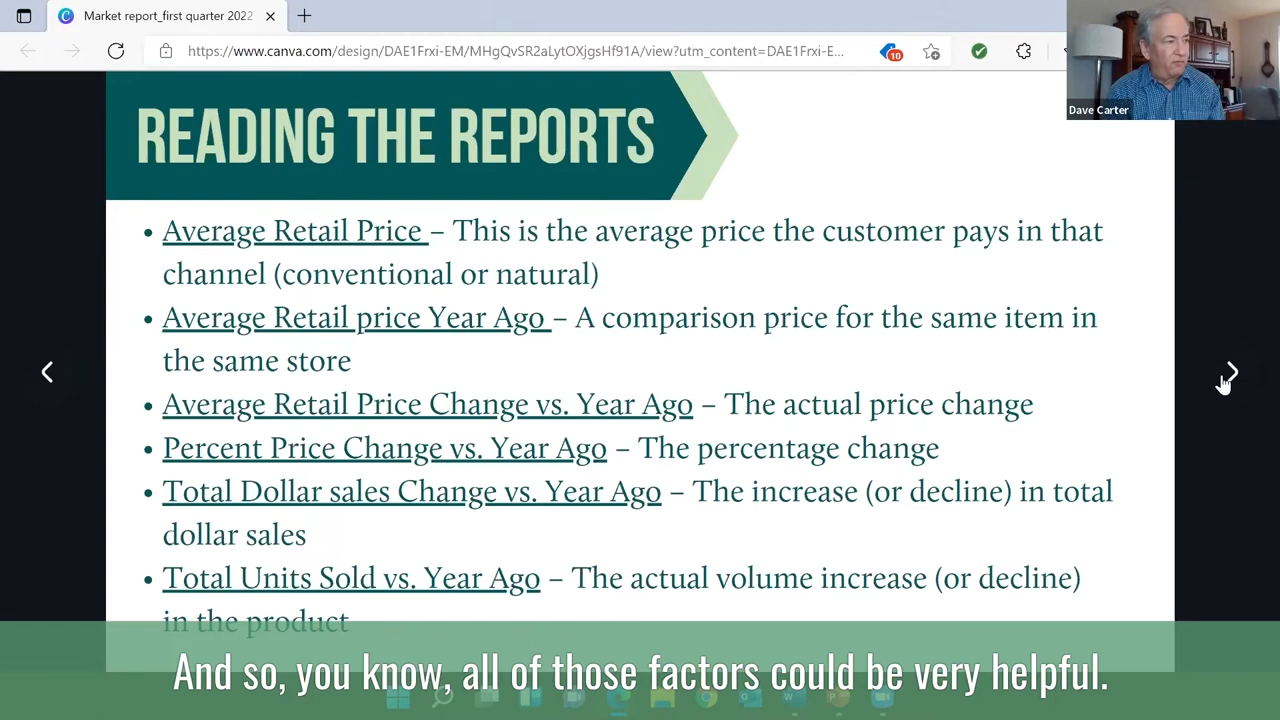 Market report_first quarter 2022
https://www.canva.com/design/DAE1Frxi-EM/MHgQvSR2aLytOXjgsHf91A/view?utm_content=DAE1Frxi-E...
10
Dave Carter
READING THE REPORTS
• Average Retail Price – This is the average price the customer pays in that
channel (conventional or natural)
• Average Retail price Year Ago – A comparison price for the same item in
the same store
• Average Retail Price Change vs. Year Ago – The actual price change
• Percent Price Change vs. Year Ago – The percentage change
• Total Dollar sales Change vs. Year Ago – The increase (or decline) in total
dollar sales
• Total Units Sold vs. Year Ago – The actual volume increase (or decline)
in the product
And so, you know, all of those factors could be very helpful.